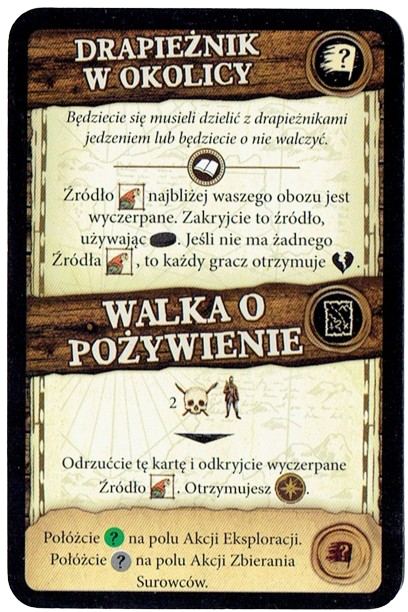 DRAPIEŻNIK
W OKOLICY
?
Będziecie się musieli dzielić z drapieżnikami
jedzeniem lub będziecie o nie walczyć.
Źródło najbliżej waszego obozu jest
wyczerpane. Zakryjcie to źródło,
używając . Jeśli nie ma żadnego
Źródła , to każdy gracz otrzymuje .
WALKA O
POŻYWIENIE
2
Odrzućcie tę kartę i odkryjcie wyczerpane
Źródło . Otrzymujesz .
Połóżcie ? na polu Akcji Eksploracji.
Połóżcie ? na polu Akcji Zbierania
Surowców.
?